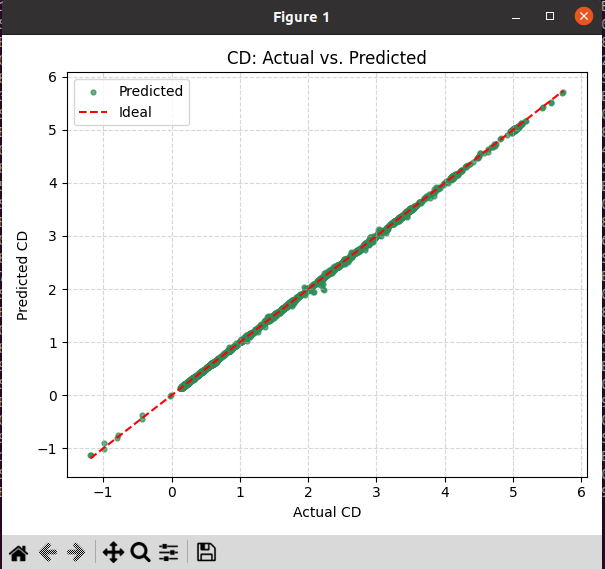 Figure 1
CD: Actual vs. Predicted
Predicted
Ideal
6
5
4
3
2
1
0
−1
Predicted CD
−1 0 1 2 3 4 5 6
Actual CD